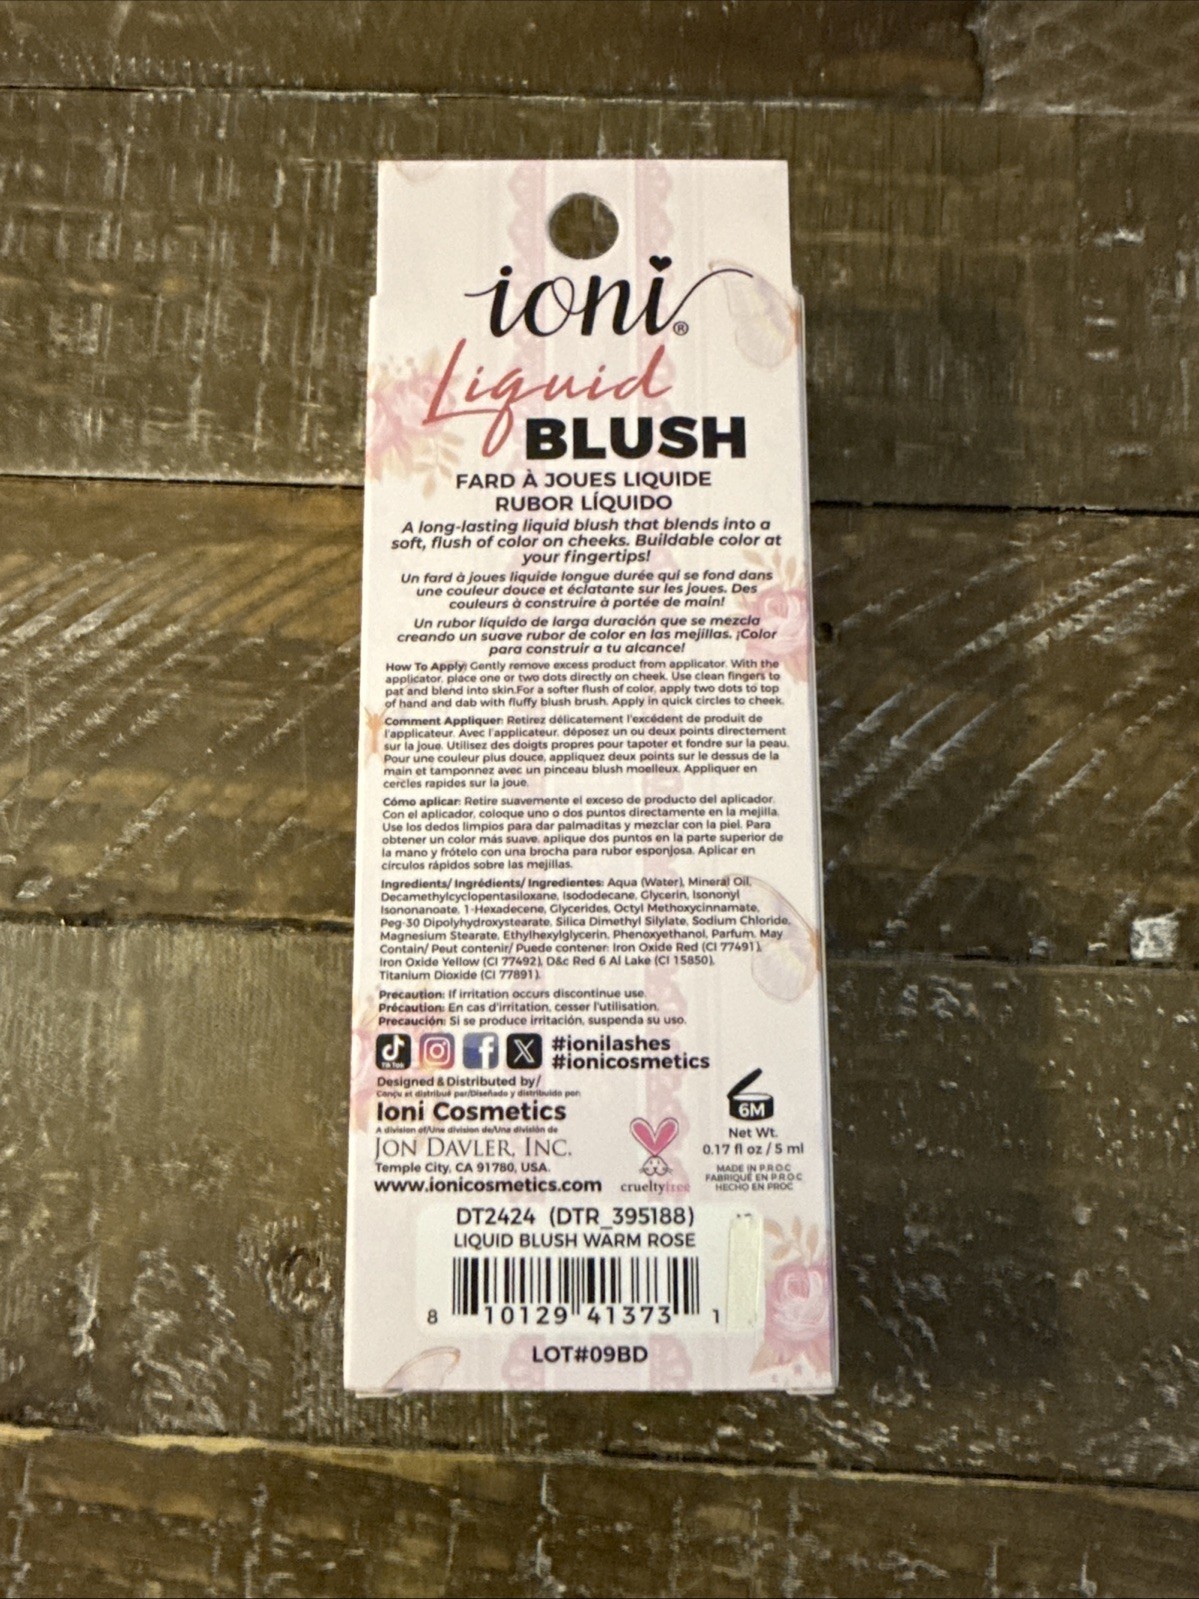 ioni®
Liquid
BLUSH
FARD À JOUES LIQUIDE
RUBOR LÍQUIDO
A long-lasting liquid blush that blends into a
soft, flush of color on cheeks. Buildable color at
your fingertips!
Un fard à joues liquide longue durée qui se fond dans
une couleur douce et éclatante sur les joues. Des
couleurs à construire à portée de main!
Un rubor líquido de larga duración que se mezcla
creando un suave rubor de color en las mejillas. ¡Color
para construir a tu alcance!
How To Apply: Gently remove excess product from applicator. With the
applicator, place one or two dots directly on cheek. Use clean fingers to
pat and blend into skin.For a softer flush of color, apply two dots to top
of hand and dab with fluffy blush brush. Apply in quick circles to cheek.
Comment Appliquer: Retirez délicatement l'excédent de produit de
l'applicateur. Avec l'applicateur, déposez un ou deux points directement
sur la joue. Utilisez des doigts propres pour tapoter et fondre sur la peau.
Pour une couleur plus douce, appliquez deux points sur le dessus de la
main et tamponnez avec un pinceau blush moelleux. Appliquer en
cercles rapides sur la joue.
Cómo aplicar: Retire suavemente el exceso de producto del aplicador.
Con el aplicador, coloque uno o dos puntos directamente en la mejilla.
Use los dedos limpios para dar palmaditas y mezclar con la piel. Para
obtener un color más suave, aplique dos puntos en la parte superior de
la mano y frótelo con una brocha para rubor esponjosa. Aplicar en
círculos rápidos sobre las mejillas.
Ingredients/ Ingrédients/ Ingredientes: Aqua (Water), Mineral Oil,
Decamethylcyclopentasiloxane, Isododecane, Glycerin, Isononyl
Isononanoate, 1-Hexadecene, Glycerides, Octyl Methoxycinnamate,
Peg-30 Dipolyhydroxystearate, Silica Dimethyl Silylate, Sodium Chloride,
Magnesium Stearate, Ethylhexylglycerin, Phenoxyethanol, Parfum. May
Contain/ Peut contenir/ Puede contener: Iron Oxide Red (CI 77491),
Iron Oxide Yellow (CI 77492), D&c Red 6 Al Lake (CI 15850),
Titanium Dioxide (CI 77891).
Precaution: If irritation occurs discontinue use.
Précaution: En cas d'irritation, cesser l'utilisation.
Precaución: Si se produce irritación, suspenda su uso.
TikTok
#ionilashes
#ionicosmetics
Designed & Distributed by/
Conçu et distribué par/Diseñado y distribuido por:
Ioni Cosmetics
A division of/Une division de/Una división de
JON DAVLER, INC.
Temple City, CA 91780, USA.
www.ionicosmetics.com
crueltyfree
6M
Net Wt.
0.17 fl oz / 5 ml
MADE IN P.R.O.C
FABRIQUÉ EN P.R.O.C
HECHO EN PROC
DT2424 (DTR_395188)
LIQUID BLUSH WARM ROSE
8 10129 41373 1
LOT#09BD